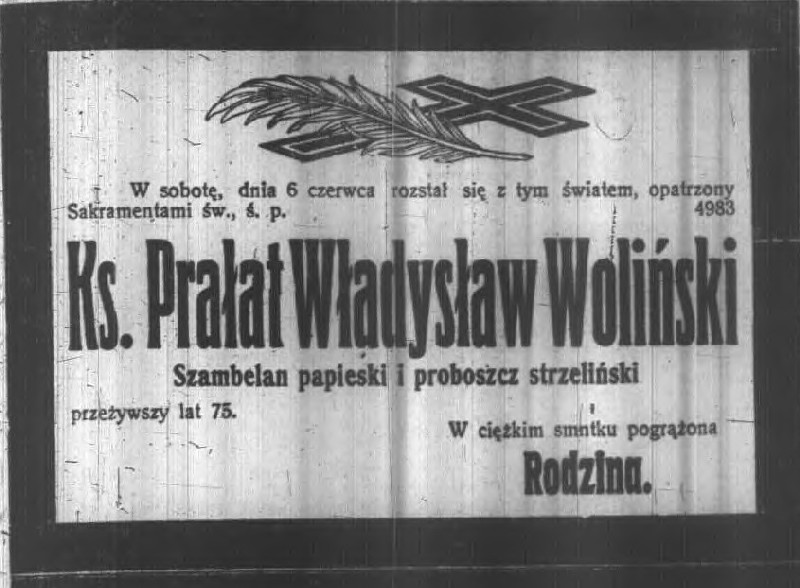 W sobotę, dnia 6 czerwca rozstał się z tym światem, opatrzony
Sakramentami św., ś. p. 4983
Ks. Prałat Władysław Woliński
Szambelan papieski i proboszcz strzeliński
przeżywszy lat 75.
W ciężkim smntku pogrążona
Rodzina.